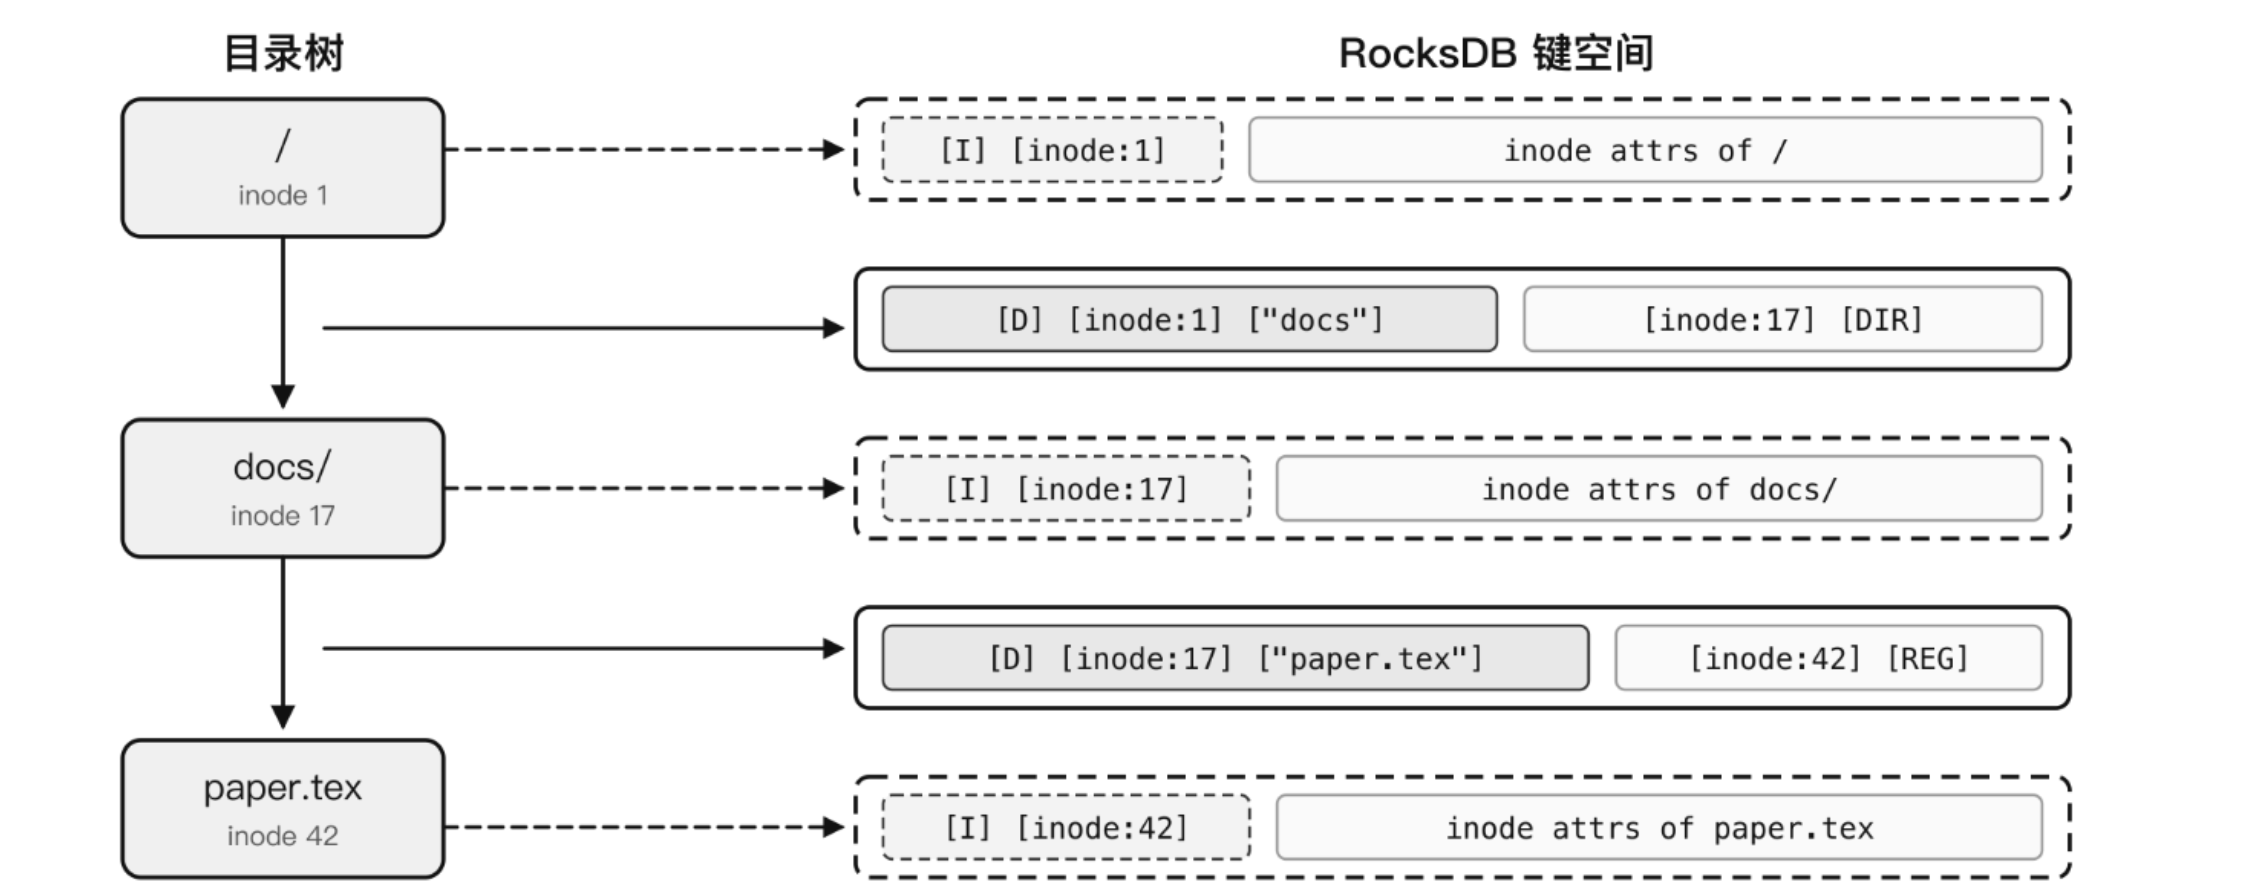 目录树
RocksDB 键空间
/
inode 1
[I] [inode:1]
inode attrs of /
[D] [inode:1] ["docs"]
[inode:17] [DIR]
docs/
inode 17
[I] [inode:17]
inode attrs of docs/
[D] [inode:17] ["paper.tex"]
[inode:42] [REG]
paper.tex
inode 42
[I] [inode:42]
inode attrs of paper.tex